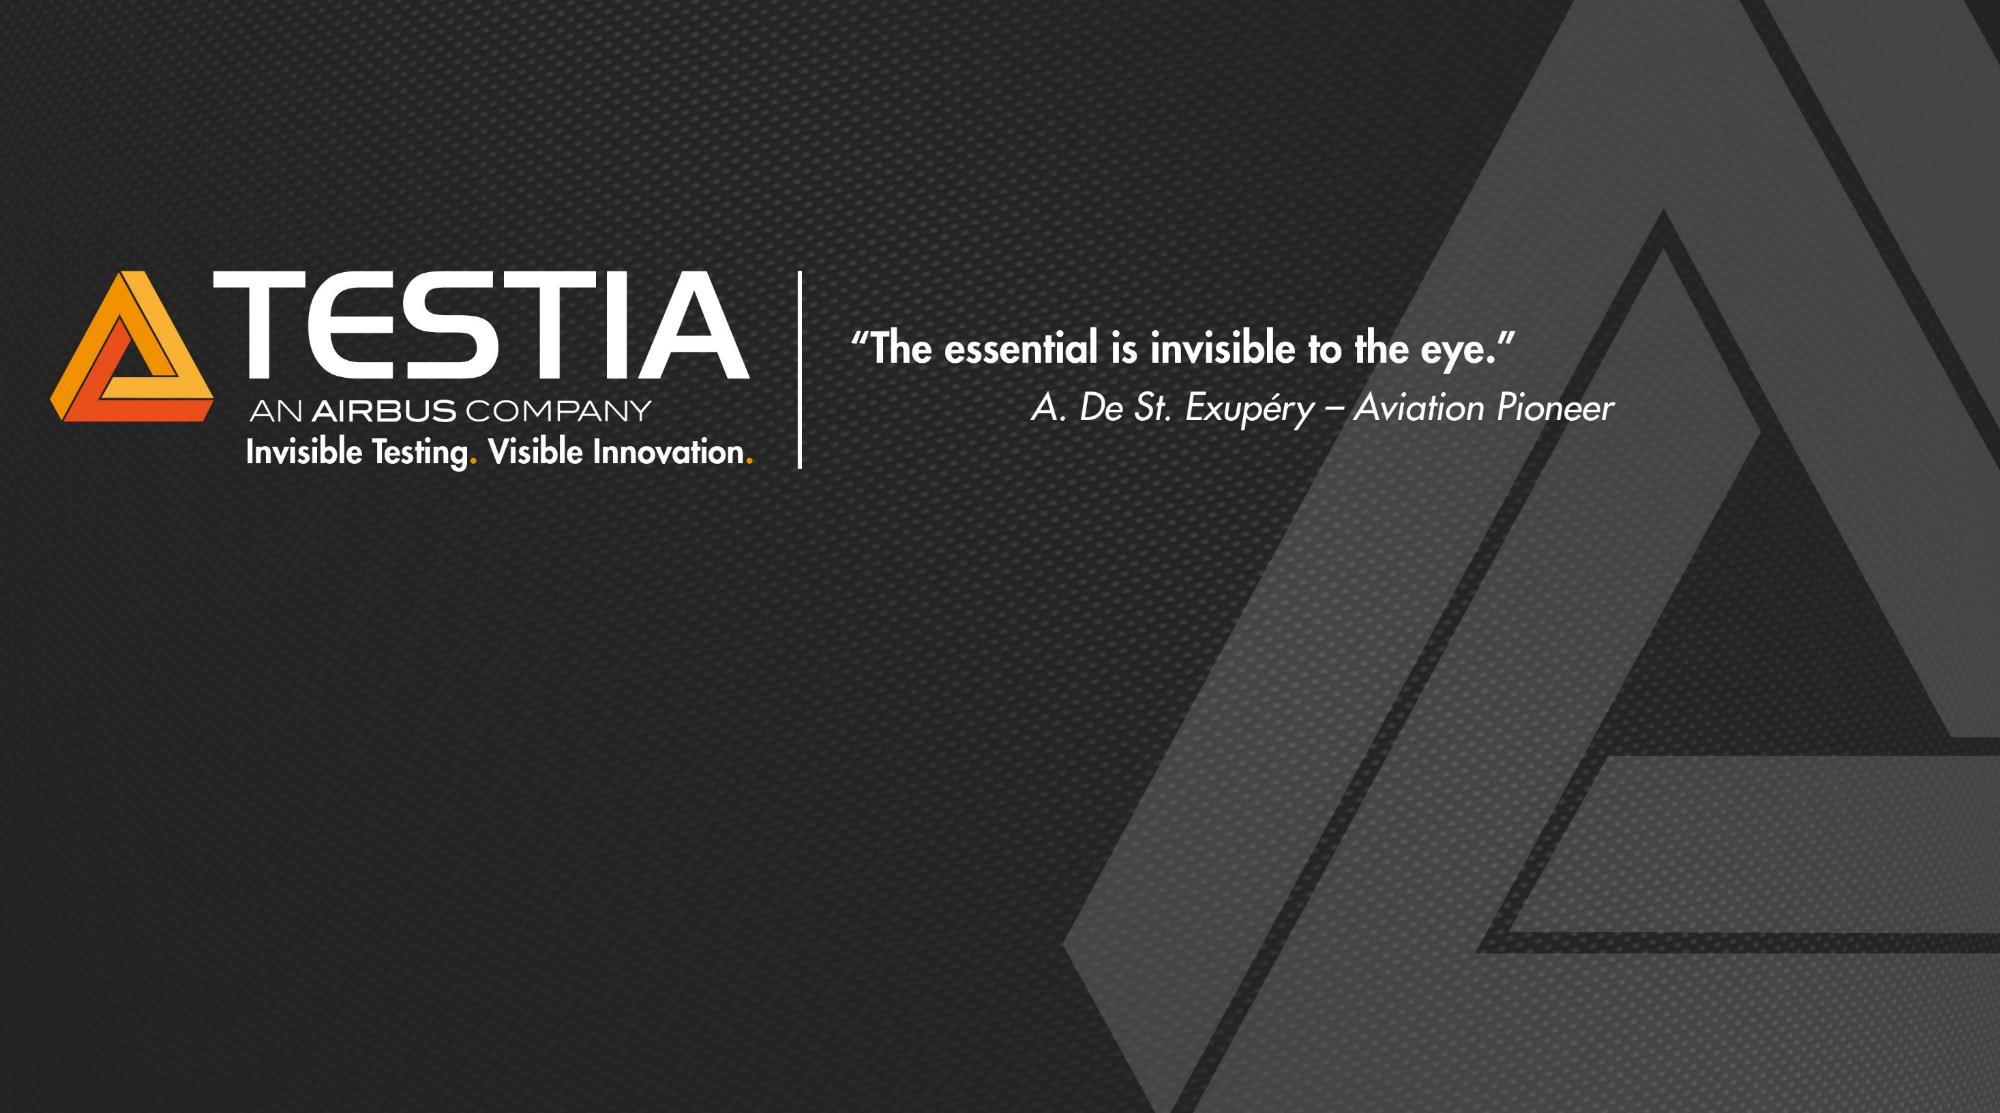 TESTIA
AN AIRBUS COMPANY
Invisible Testing. Visible Innovation.
“The essential is invisible to the eye.”
A. De St. Exupéry – Aviation Pioneer